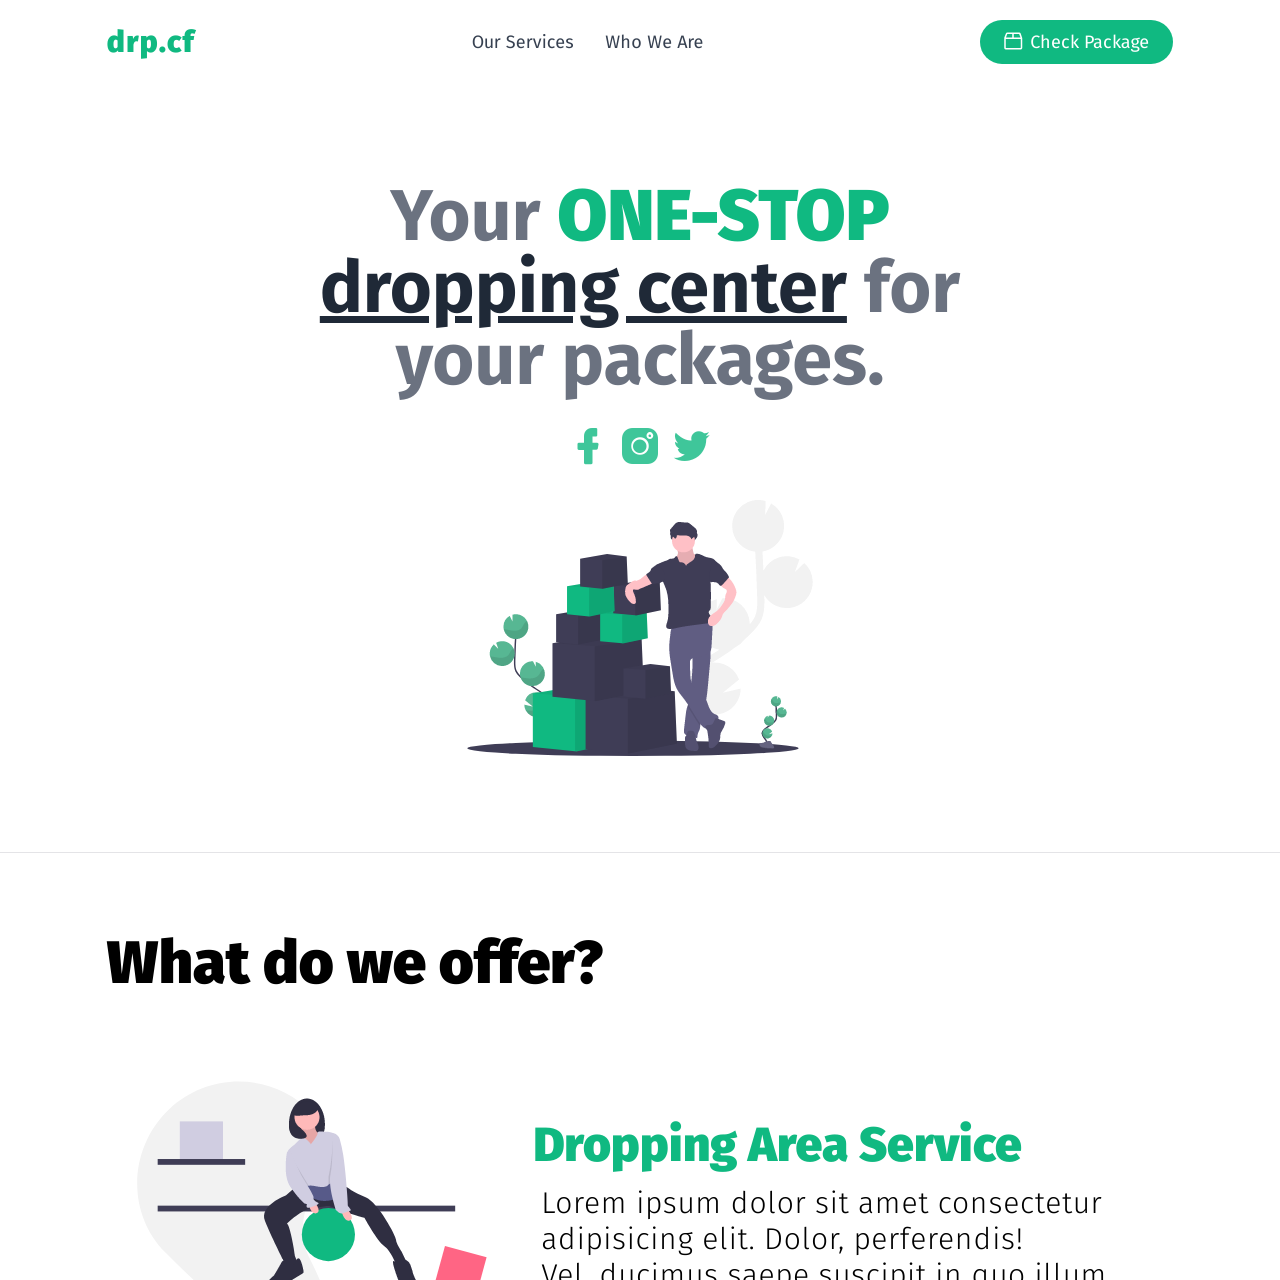 drp.cf
Our Services
Who We Are
Check Package
Your ONE-STOP
dropping center for
your packages.
What do we offer?
Dropping Area Service
Lorem ipsum dolor sit amet consectetur
adipisicing elit. Dolor, perferendis!
Vel, ducimus saepe suscipit in quo illum